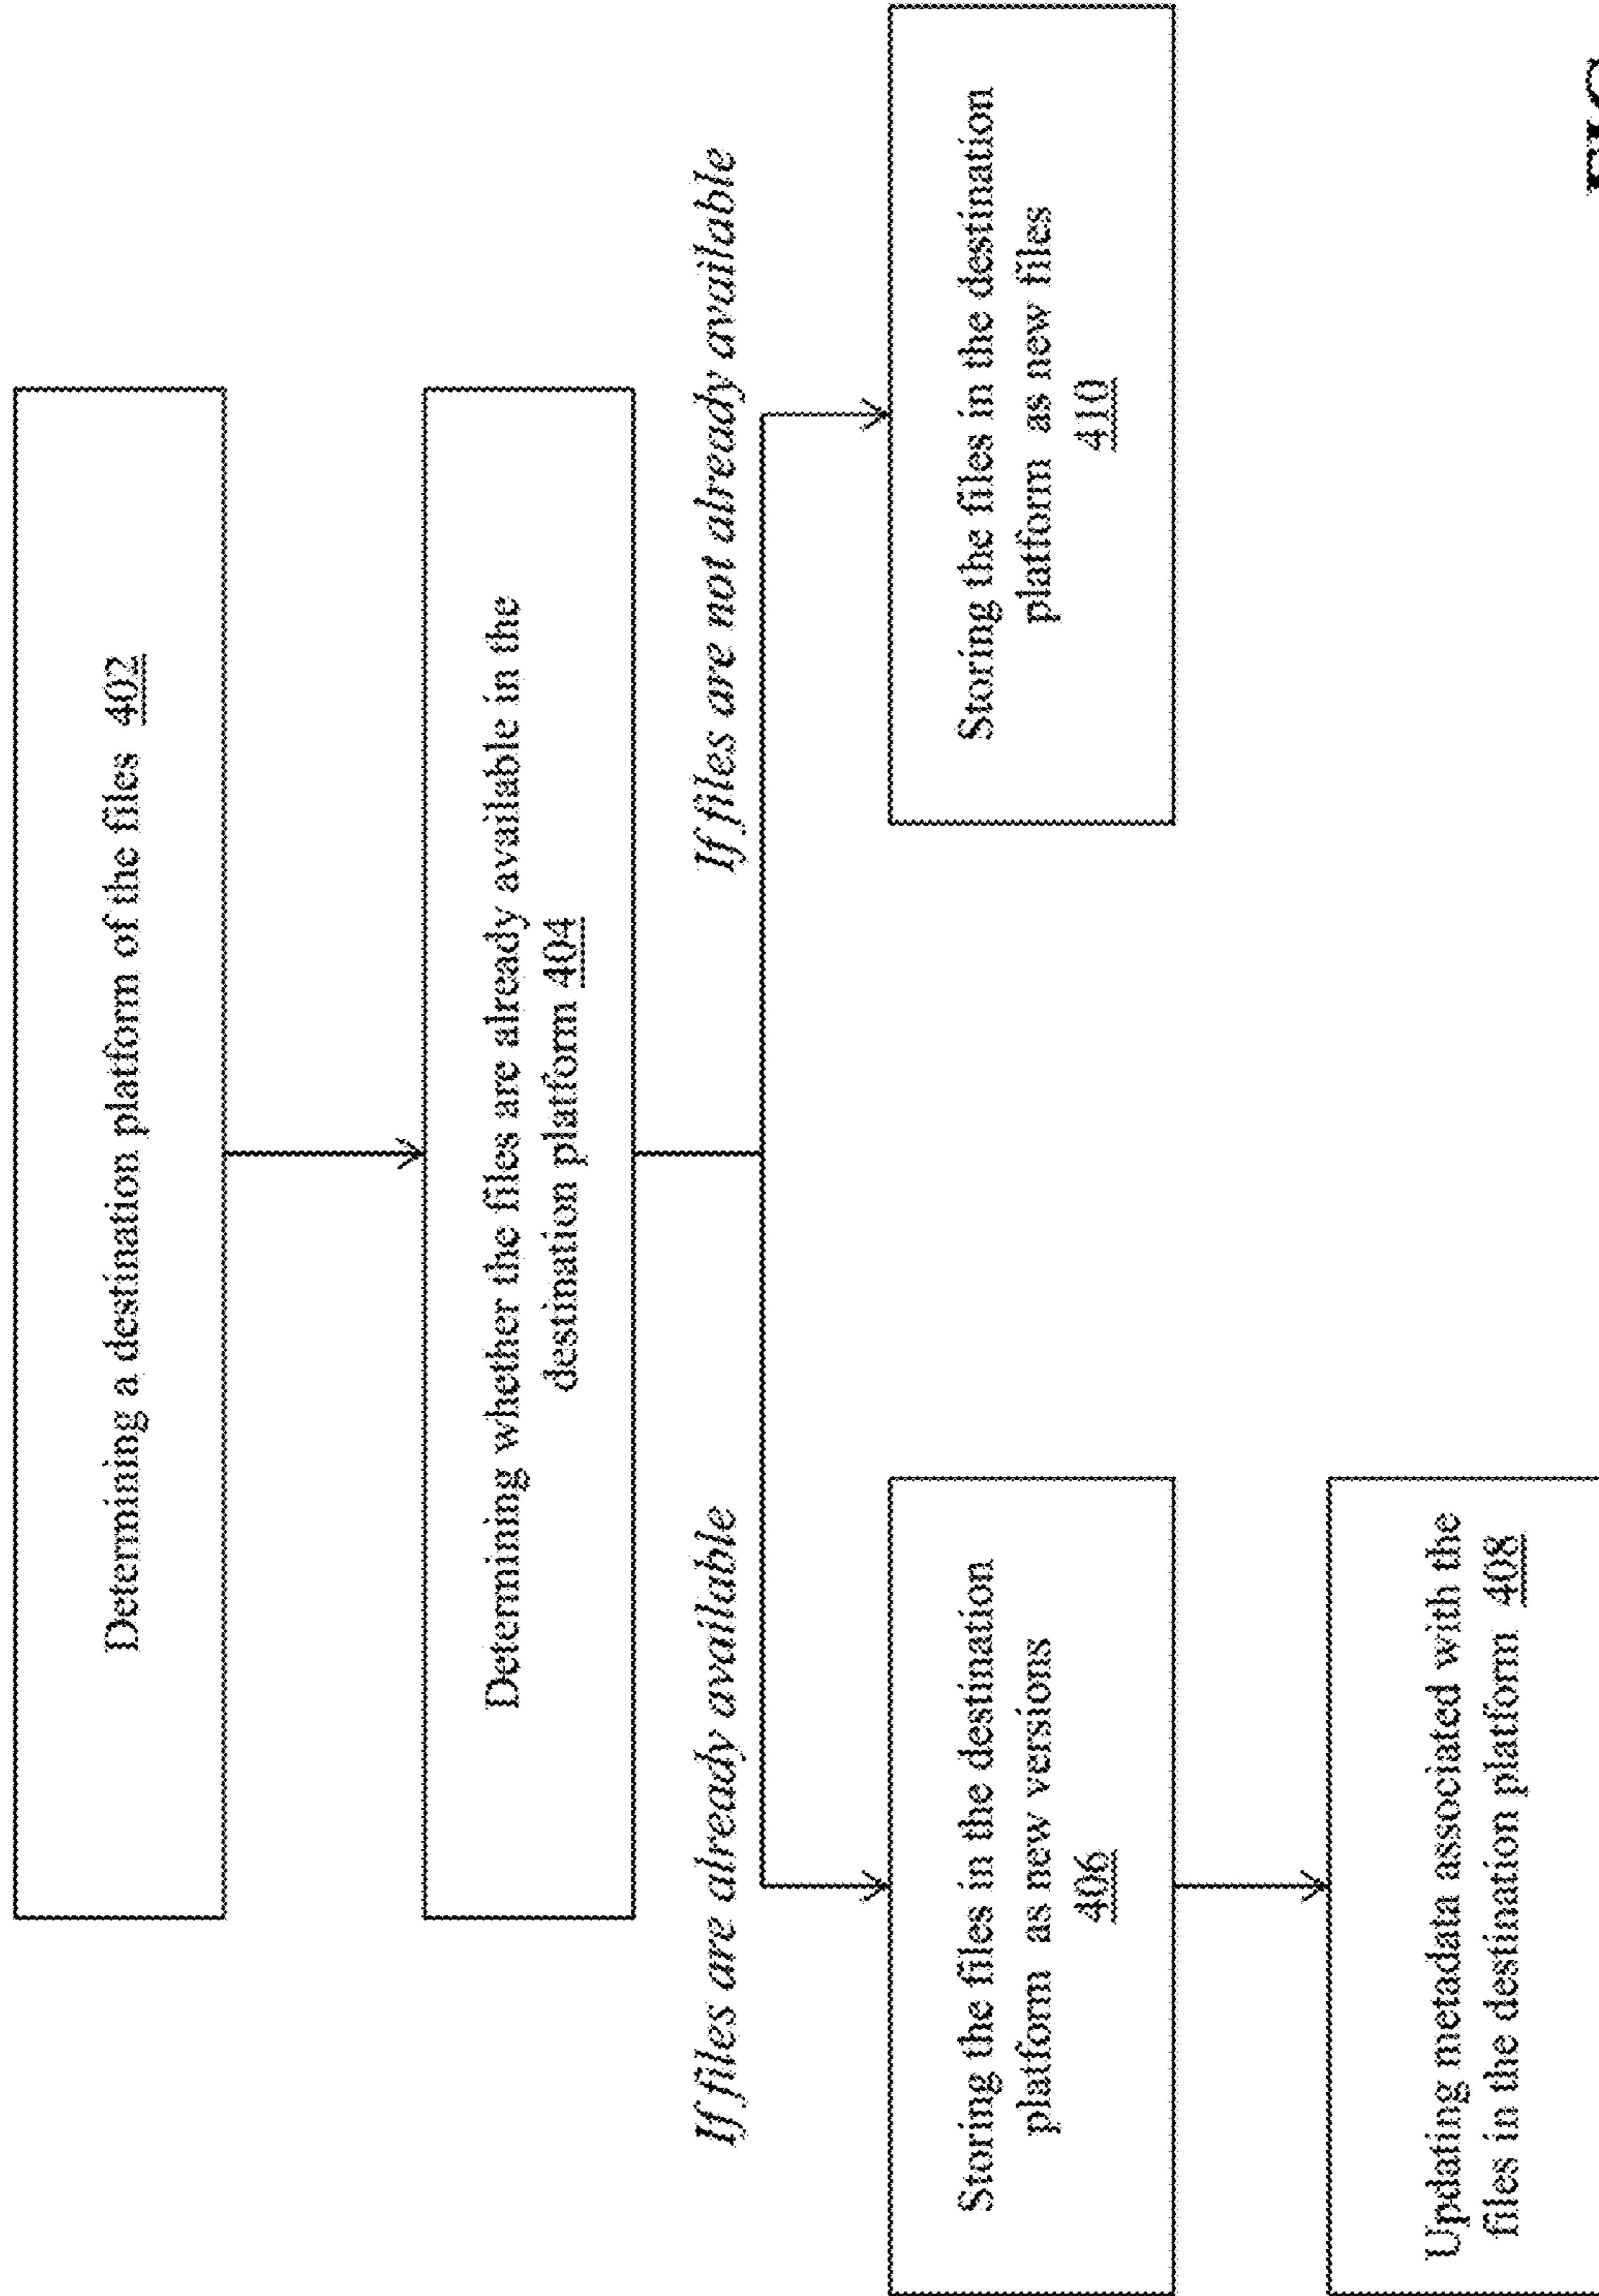 Determining a destination platform of the files 402
Determining whether the files are already available in the
destination platform 404
If files are already available
If files are not already available
Storing the files in the destination
platform as new versions
406
Storing the files in the destination
platform as new files
410
Updating metadata associated with the
files in the destination platform 408